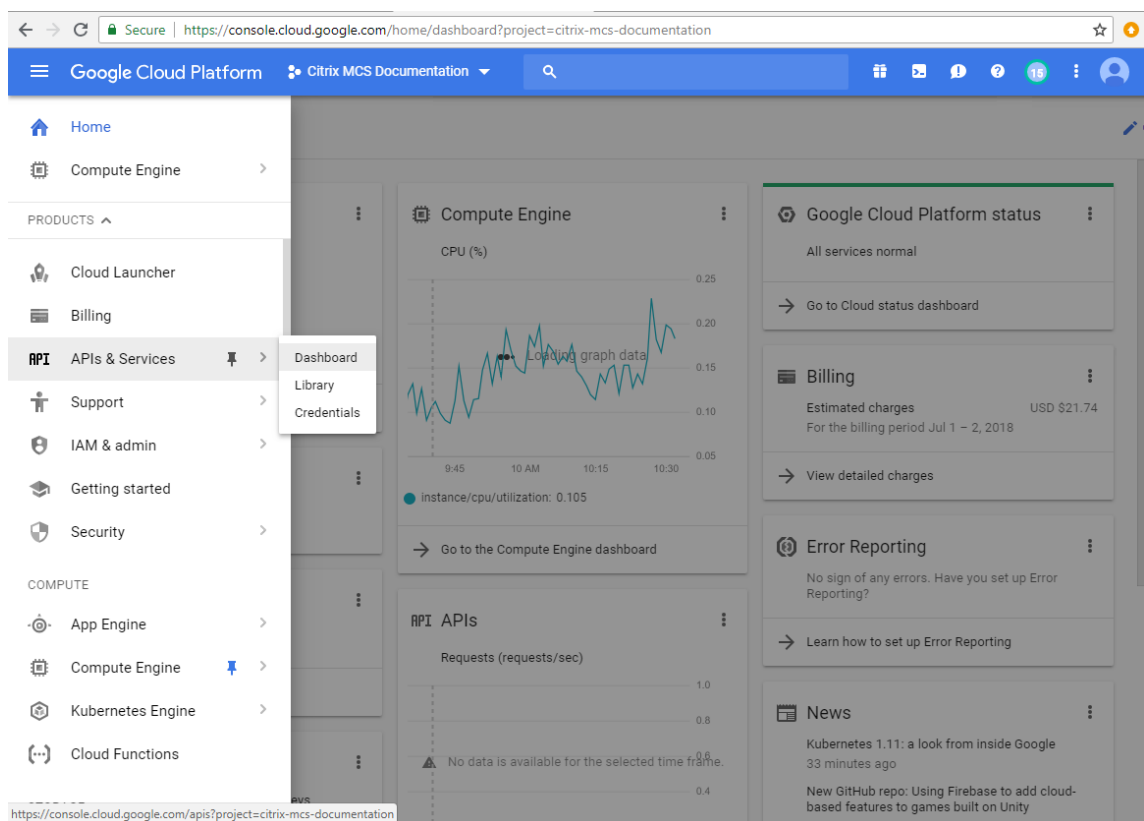 Secure | https://console.cloud.google.com/home/dashboard?project=citrix-mcs-documentation
Google Cloud Platform
Citrix MCS Documentation
15
Home
Compute Engine
PRODUCTS
Cloud Launcher
Billing
API APIs & Services
Support
IAM & admin
Getting started
Security
COMPUTE
App Engine
Compute Engine
Kubernetes Engine
Cloud Functions
Dashboard
Library
Credentials
Compute Engine
CPU (%)
0.25
0.20
Loading graph data
0.15
0.10
0.05
9:45 10 AM 10:15 10:30
instance/cpu/utilization: 0.105
Go to the Compute Engine dashboard
API APIs
Requests (requests/sec)
1.0
0.8
0.6
No data is available for the selected time frame.
0.4
Google Cloud Platform status
All services normal
Go to Cloud status dashboard
Billing
Estimated charges USD $21.74
For the billing period Jul 1 – 2, 2018
View detailed charges
Error Reporting
No sign of any errors. Have you set up Error
Reporting?
Learn how to set up Error Reporting
News
Kubernetes 1.11: a look from inside Google
33 minutes ago
New GitHub repo: Using Firebase to add cloud-
based features to games built on Unity
https://console.cloud.google.com/apis?project=citrix-mcs-documentation